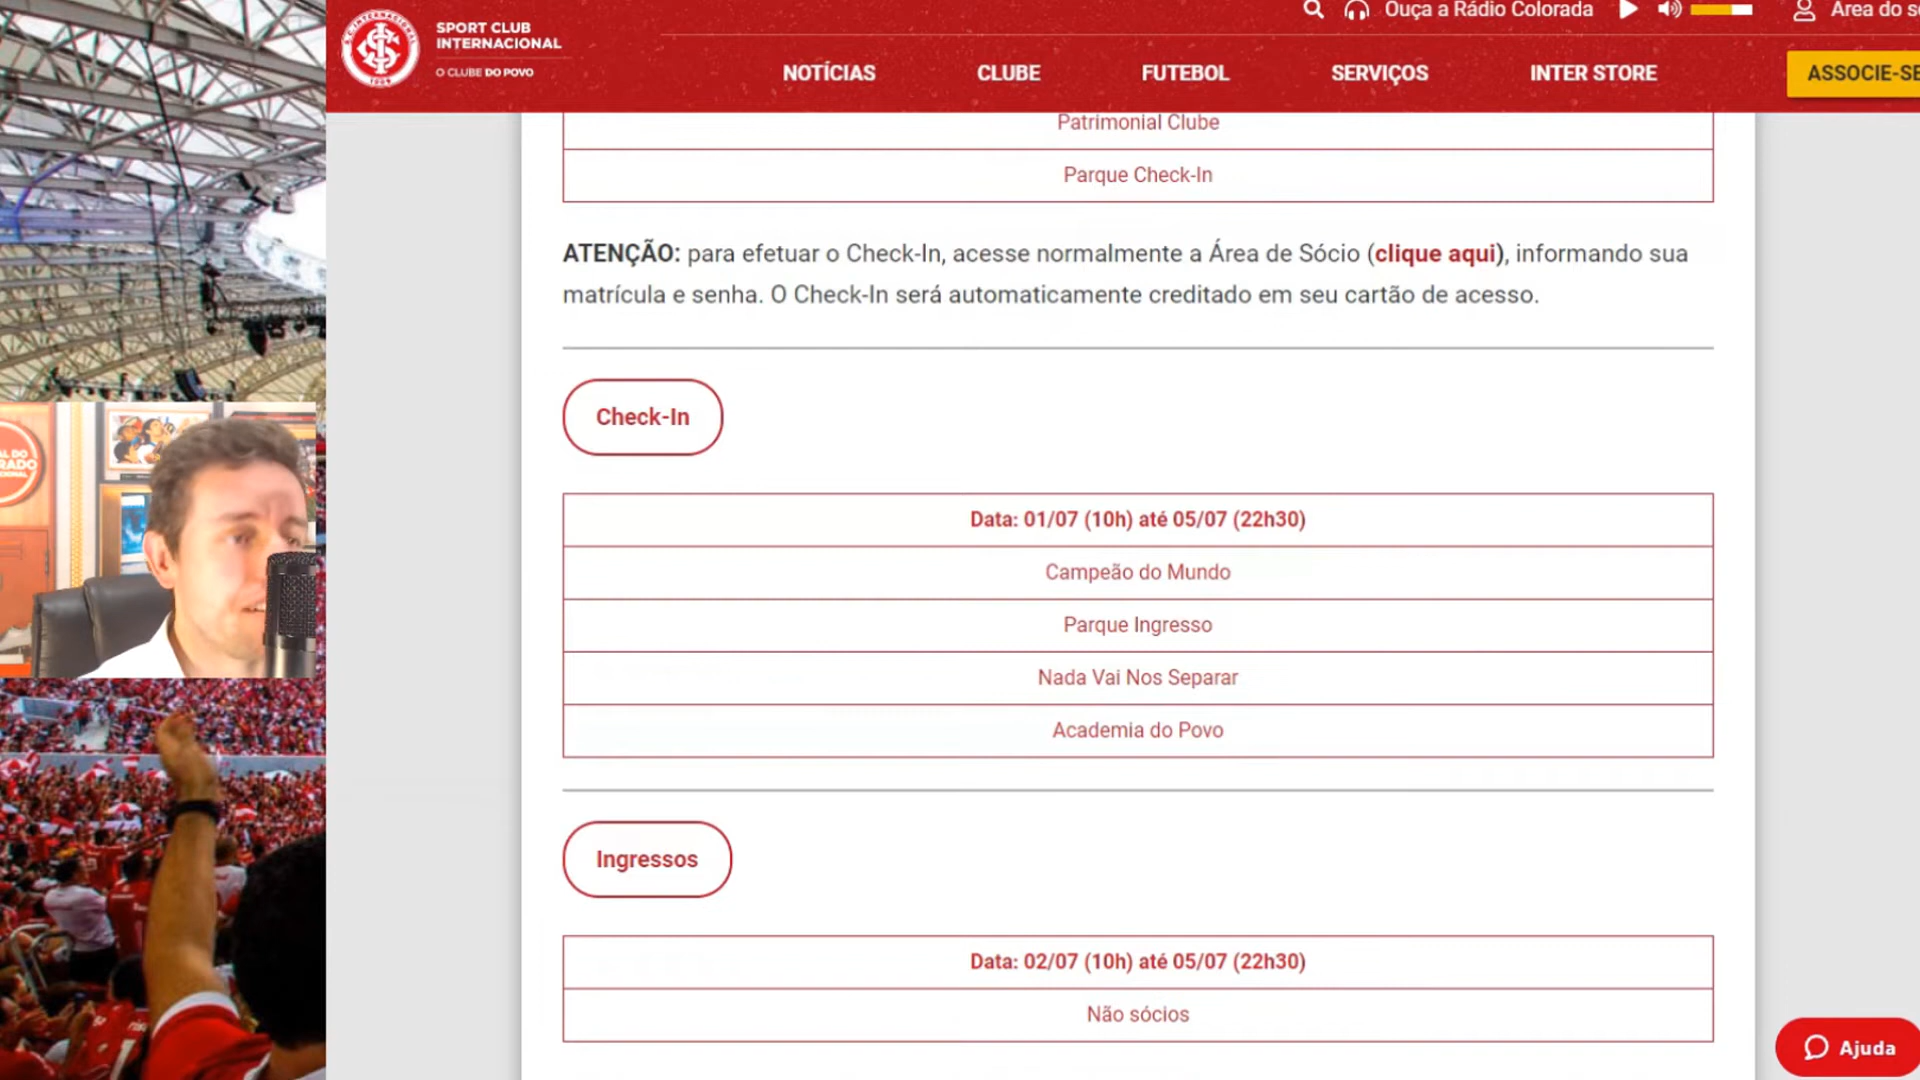 SPORT CLUB
INTERNACIONAL
O CLUBE DO POVO
Ouça a Rádio Colorada
NOTÍCIAS CLUBE FUTEBOL SERVIÇOS INTER STORE ASSOCIE-SE
Patrimonial Clube
Parque Check-In
ATENÇÃO: para efetuar o Check-In, acesse normalmente a Área de Sócio (clique aqui), informando sua
matrícula e senha. O Check-In será automaticamente creditado em seu cartão de acesso.
Check-In
Data: 01/07 (10h) até 05/07 (22h30)
Campeão do Mundo
Parque Ingresso
Nada Vai Nos Separar
Academia do Povo
Ingressos
Data: 02/07 (10h) até 05/07 (22h30)
Não sócios
Ajuda